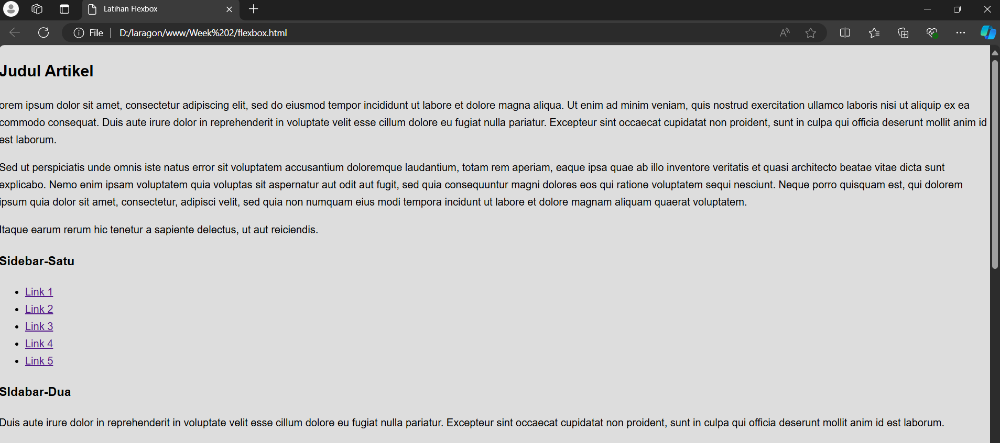 Latihan Flexbox
File
D:/laragon/www/Week%202/flexbox.html
Judul Artikel
orem ipsum dolor sit amet, consectetur adipiscing elit, sed do eiusmod tempor incididunt ut labore et dolore magna aliqua. Ut enim ad minim veniam, quis nostrud exercitation ullamco laboris nisi ut aliquip ex ea
commodo consequat. Duis aute irure dolor in reprehenderit in voluptate velit esse cillum dolore eu fugiat nulla pariatur. Excepteur sint occaecat cupidatat non proident, sunt in culpa qui officia deserunt mollit anim id
est laborum.
Sed ut perspiciatis unde omnis iste natus error sit voluptatem accusantium doloremque laudantium, totam rem aperiam, eaque ipsa quae ab illo inventore veritatis et quasi architecto beatae vitae dicta sunt
explicabo. Nemo enim ipsam voluptatem quia voluptas sit aspernatur aut odit aut fugit, sed quia consequuntur magni dolores eos qui ratione voluptatem sequi nesciunt. Neque porro quisquam est, qui dolorem
ipsum quia dolor sit amet, consectetur, adipisci velit, sed quia non numquam eius modi tempora incidunt ut labore et dolore magnam aliquam quaerat voluptatem.
Itaque earum rerum hic tenetur a sapiente delectus, ut aut reiciendis.
Sidebar-Satu
Link 1
Link 2
Link 3
Link 4
Link 5
SIdabar-Dua
Duis aute irure dolor in reprehenderit in voluptate velit esse cillum dolore eu fugiat nulla pariatur. Excepteur sint occaecat cupidatat non proident, sunt in culpa qui officia deserunt mollit anim id est laborum.